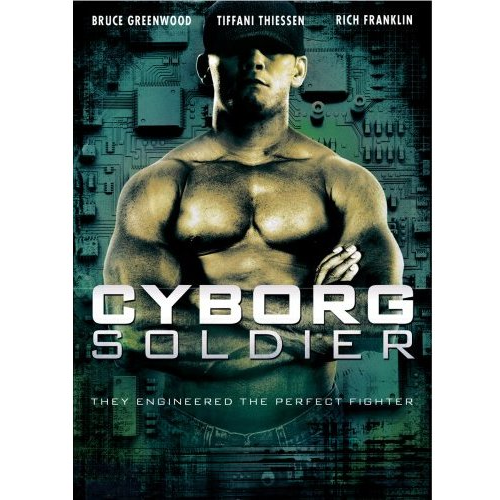 BRUCE GREENWOOD TIFFANI THIESSEN RICH FRANKLIN
CYBORG
SOLDIER
THEY ENGINEERED THE PERFECT FIGHTER